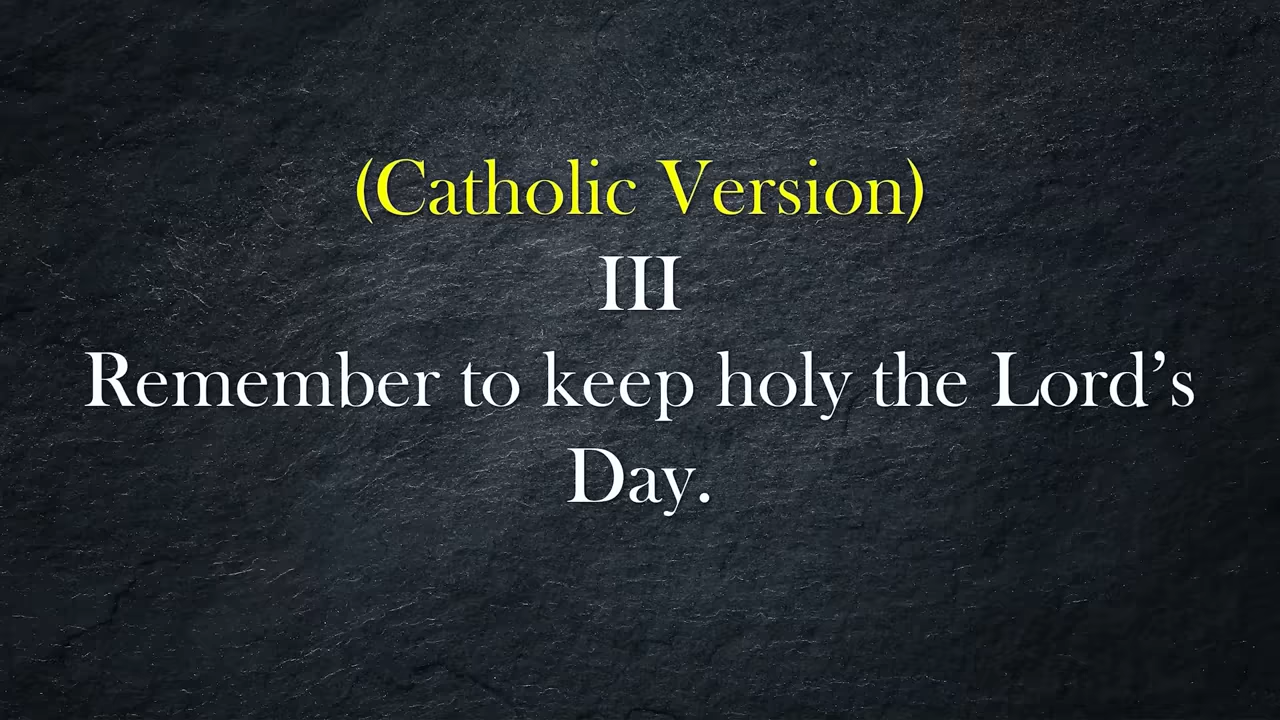 (Catholic Version)
III
Remember to keep holy the Lord’s
Day.